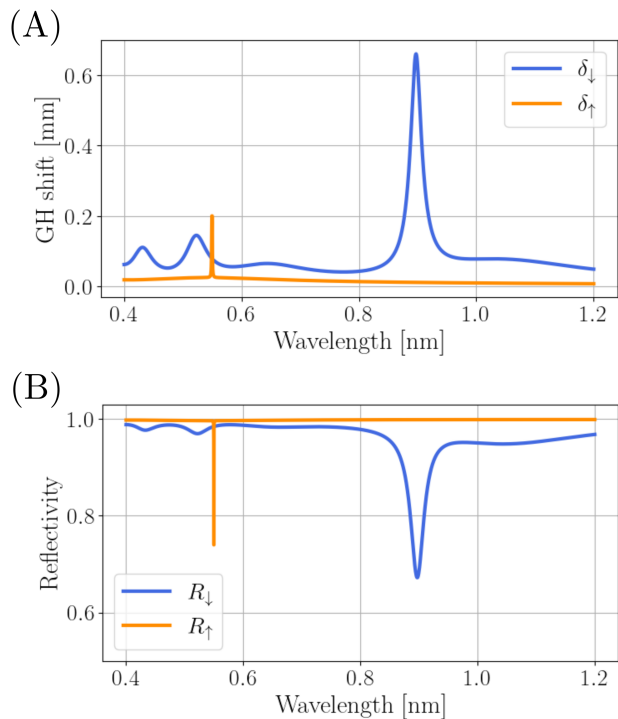 (A)
GH shift [mm]
0.6
0.4
0.2
0.0
δ↓
δ↑
0.4
0.6
0.8
1.0
1.2
Wavelength [nm]
(B)
Reflectivity
1.0
0.8
0.6
R↓
R↑
0.4
0.6
0.8
1.0
1.2
Wavelength [nm]